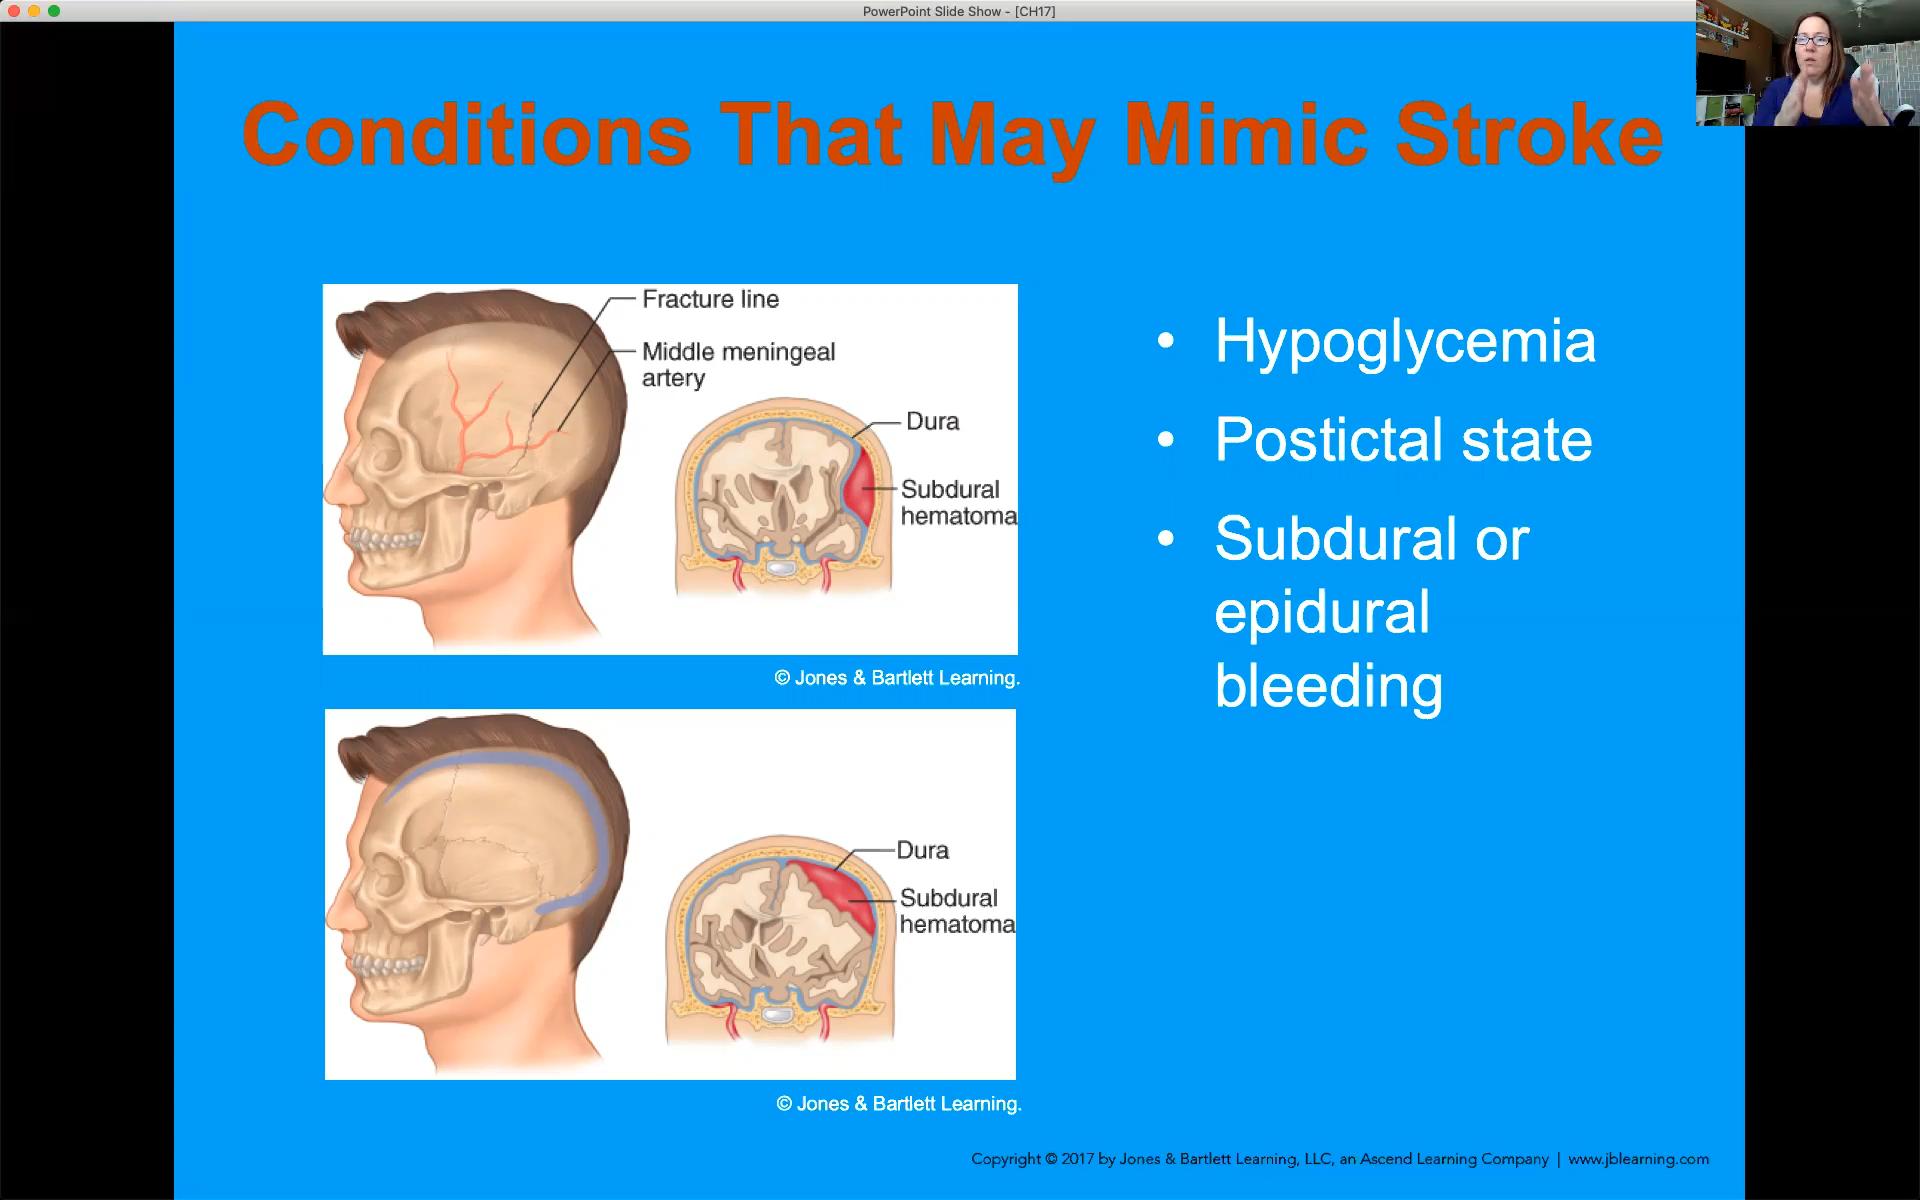 PowerPoint Slide Show - [CH17]
Conditions That May Mimic Stroke
Fracture line
Middle meningeal
artery
Dura
Subdural
hematoma
© Jones & Bartlett Learning.
Dura
Subdural
hematoma
© Jones & Bartlett Learning.
• Hypoglycemia
• Postictal state
• Subdural or
epidural
bleeding
Copyright © 2017 by Jones & Bartlett Learning, LLC, an Ascend Learning Company | www.jblearning.com